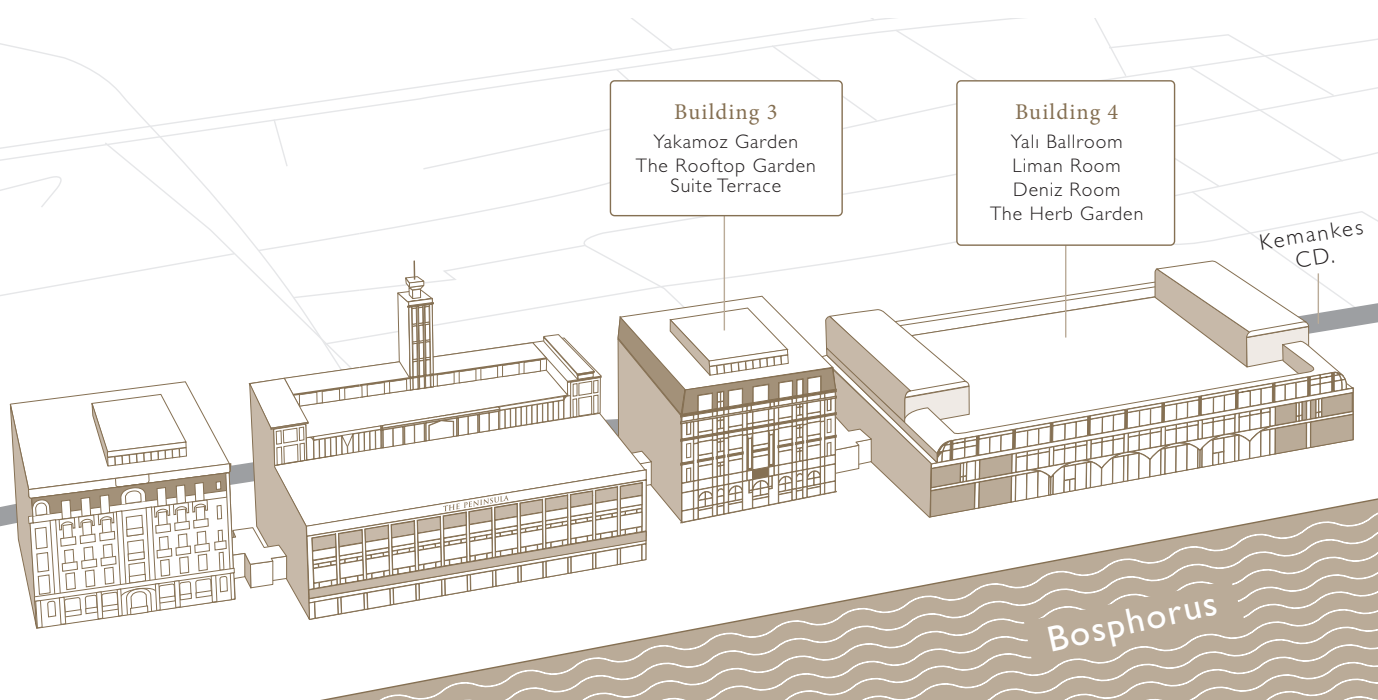 Building 3
Yakamoz Garden
The Rooftop Garden
Suite Terrace
Building 4
Yalı Ballroom
Liman Room
Deniz Room
The Herb Garden
Kemankes
CD.
THE PENINSULA
Bosphorus